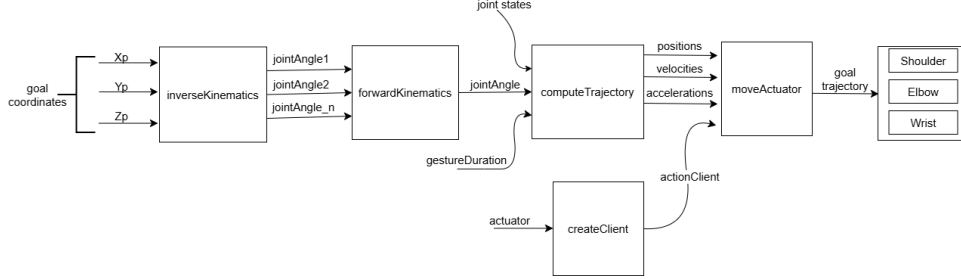 joint states
goal
coordinates
Xp
Yp
Zp
inverseKinematics
jointAngle1
jointAngle2
jointAngle_n
forwardKinematics
jointAngle
gestureDuration
computeTrajectory
positions
velocities
accelerations
moveActuator
goal
trajectory
Shoulder
Elbow
Wrist
actuator
createClient
actionClient